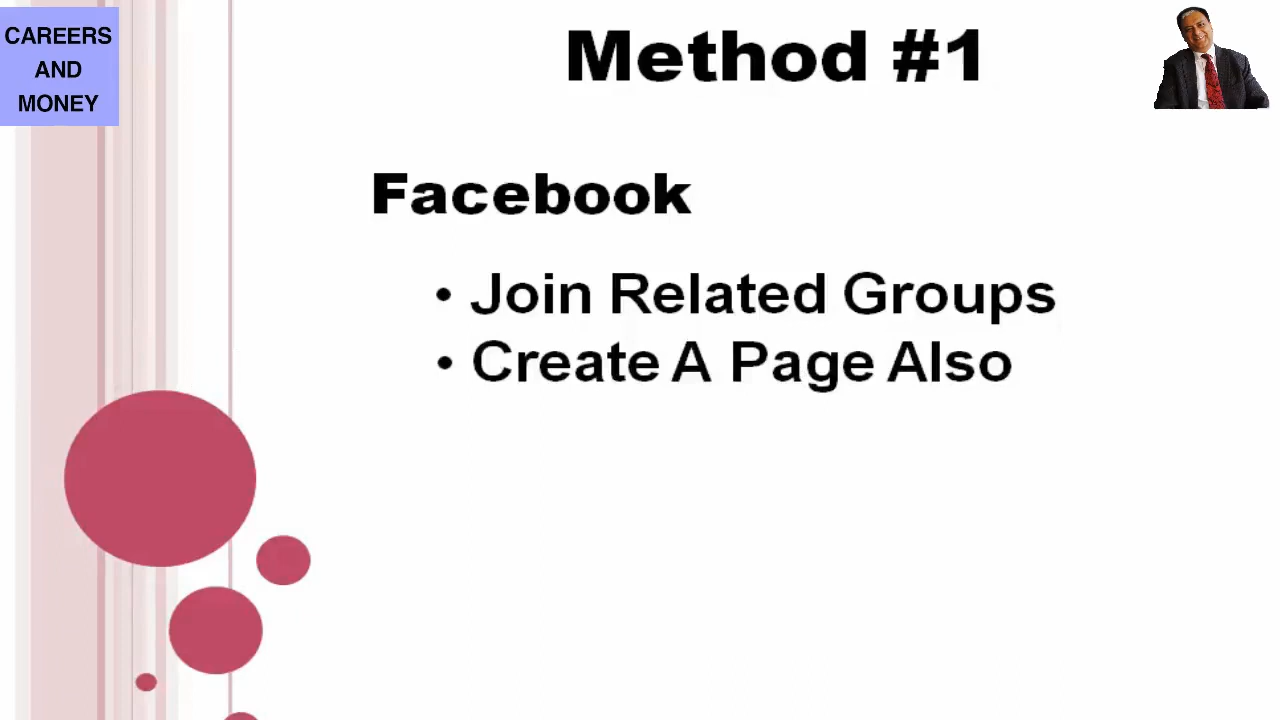 CAREERS
AND
MONEY
Method #1
Facebook
• Join Related Groups
• Create A Page Also